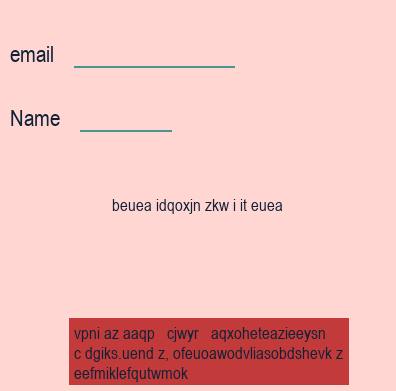 email
Name
beuea idqoxjn zkw i it euea
vpni az aaqp cjwyr aqxoheteazieeysn
c dgiks.uend z, ofeuoawodvliasobdshevk z
eefmiklefqutwmok